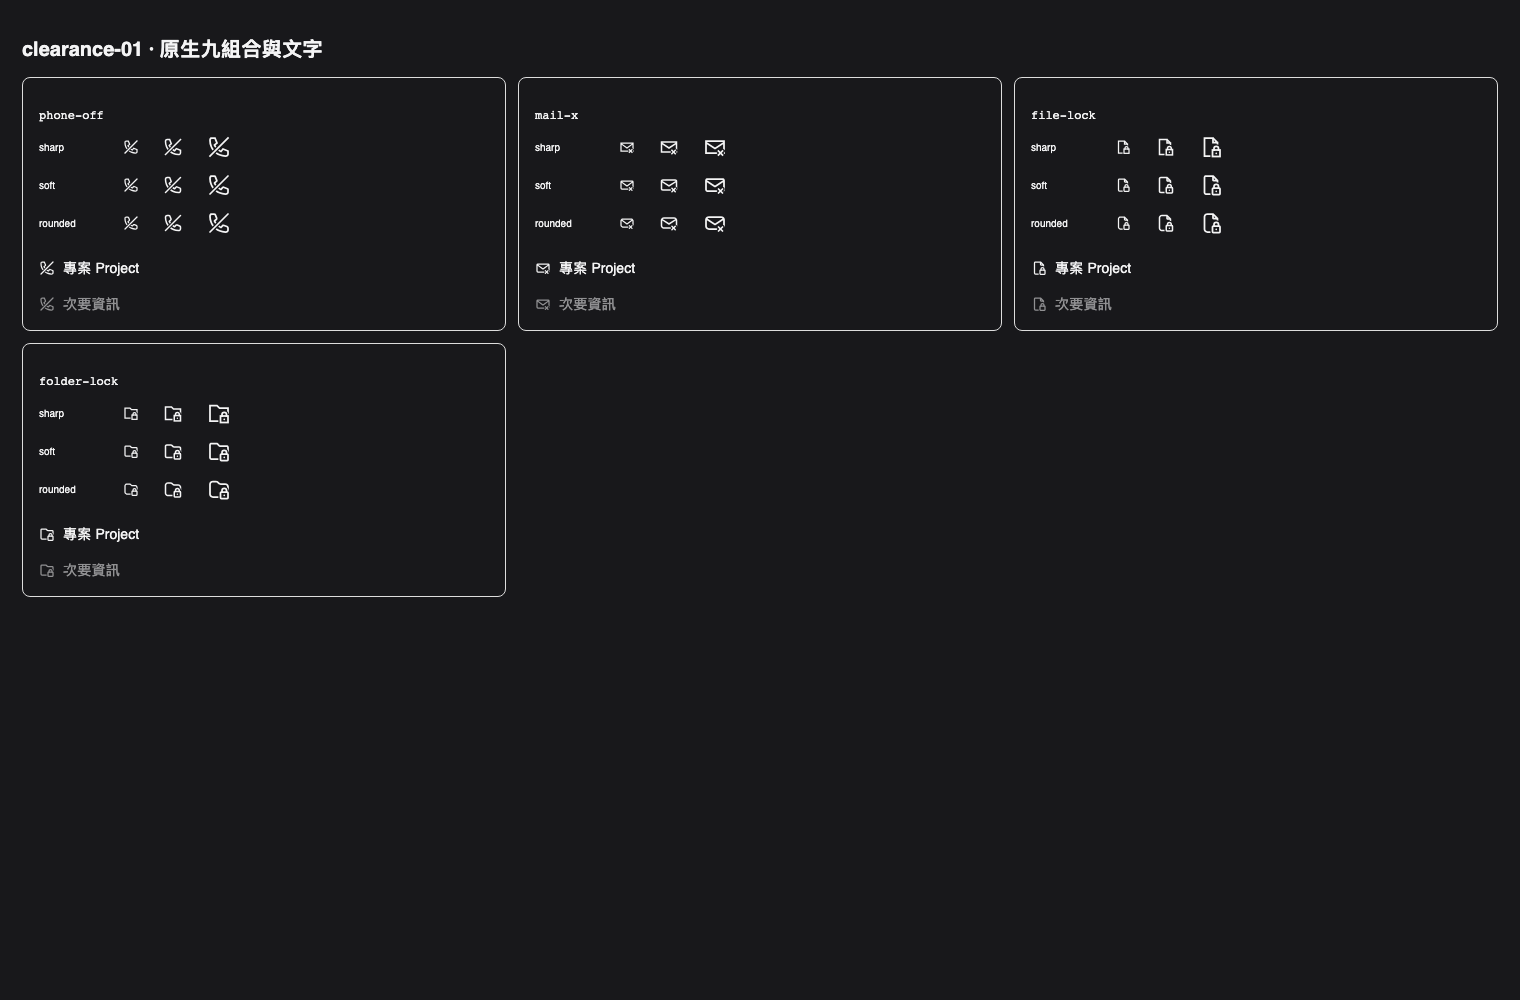 clearance-01 · 原生九組合與文字
phone-off
sharp
soft
rounded
專案 Project
次要資訊
mail-x
sharp
soft
rounded
專案 Project
次要資訊
file-lock
sharp
soft
rounded
專案 Project
次要資訊
folder-lock
sharp
soft
rounded
專案 Project
次要資訊